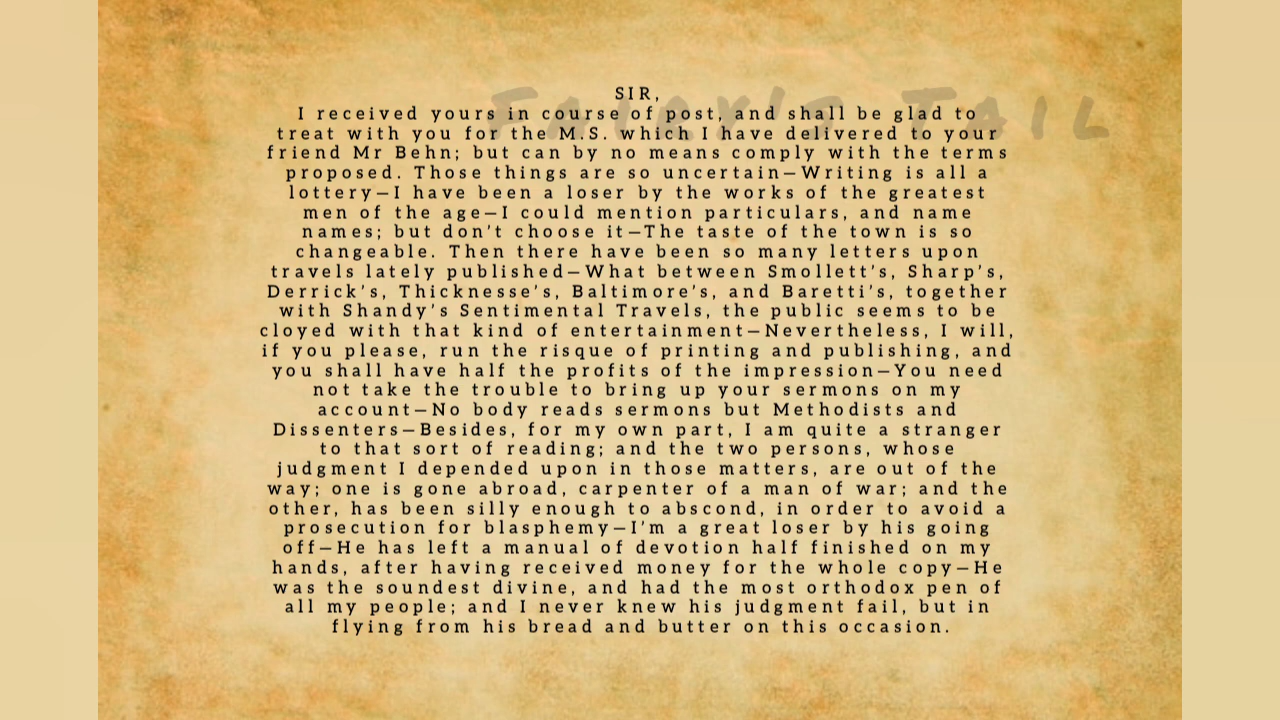 FAIRY'S TAIL
SIR,
I received yours in course of post, and shall be glad to
treat with you for the M.S. which I have delivered to your
friend Mr Behn; but can by no means comply with the terms
proposed. Those things are so uncertain—Writing is all a
lottery—I have been a loser by the works of the greatest
men of the age—I could mention particulars, and name
names; but don't choose it—The taste of the town is so
changeable. Then there have been so many letters upon
travels lately published—What between Smollett's, Sharp's,
Derrick's, Thicknesse's, Baltimore's, and Baretti's, together
with Shandy's Sentimental Travels, the public seems to be
cloyed with that kind of entertainment—Nevertheless, I will,
if you please, run the risque of printing and publishing, and
you shall have half the profits of the impression—You need
not take the trouble to bring up your sermons on my
account—No body reads sermons but Methodists and
Dissenters—Besides, for my own part, I am quite a stranger
to that sort of reading; and the two persons, whose
judgment I depended upon in those matters, are out of the
way; one is gone abroad, carpenter of a man of war; and the
other, has been silly enough to abscond, in order to avoid a
prosecution for blasphemy—I'm a great loser by his going
off—He has left a manual of devotion half finished on my
hands, after having received money for the whole copy—He
was the soundest divine, and had the most orthodox pen of
all my people; and I never knew his judgment fail, but in
flying from his bread and butter on this occasion.